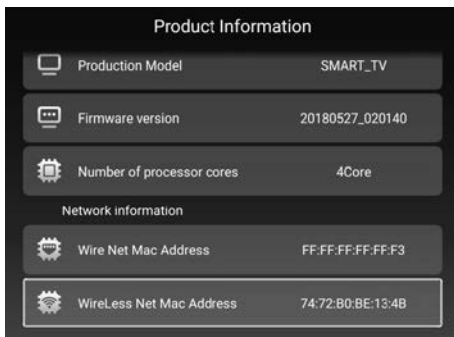 Product Information
Production Model SMART_TV
Firmware version 20180527_020140
Number of processor cores 4Core
Network information
Wire Net Mac Address FF:FF:FF:FF:FF:F3
WireLess Net Mac Address 74:72:B0:BE:13:4B